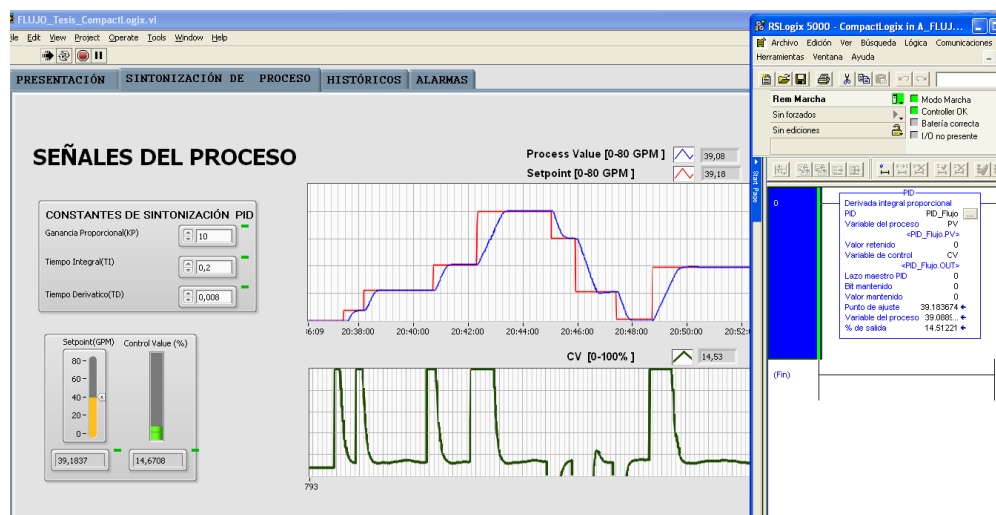 FLUJO_Tesis_CompactLogix.vi
Edit View Project Operate Tools Window Help
PRESENTACIÓN SINTONIZACIÓN DE PROCESO HISTÓRICOS ALARMAS
SEÑALES DEL PROCESO
Process Value [0-80 GPM ] 39,08
Setpoint [0-80 GPM ] 39,18
CONSTANTES DE SINTONIZACIÓN PID
Ganancia Proporcional(KP) 10
Tiempo Integral(TI) 0,2
Tiempo Derivatico(TD) 0,008
6:09 20:38:00 20:40:00 20:42:00 20:44:00 20:46:00 20:48:00 20:50:00 20:52:
Setpoint(GPM) Control Value (%)
80
60
40
20
0
39,1837 14,6708
CV [0-100% ] 14,53
793
RSLogix 5000 - CompactLogix in A_FLUJ...
Archivo Edición Ver Búsqueda Lógica Comunicaciones
Herramientas Ventana Ayuda
Rem Marcha
Sin forzados
Sin ediciones
Modo Marcha
Controller OK
Batería correcta
I/O no presente
Start Page
0
PID
Derivada integral proporcional
PID PID_Flujo ...
Variable del proceso PV
<PID_Flujo.PV>
Valor retenido 0
Variable de control CV
<PID_Flujo.OUT>
Lazo maestro PID 0
Bit mantenido 0
Valor mantenido 0
Punto de ajuste 39.183674
Variable del proceso 39.0889...
% de salida 14.51221
(Fin)